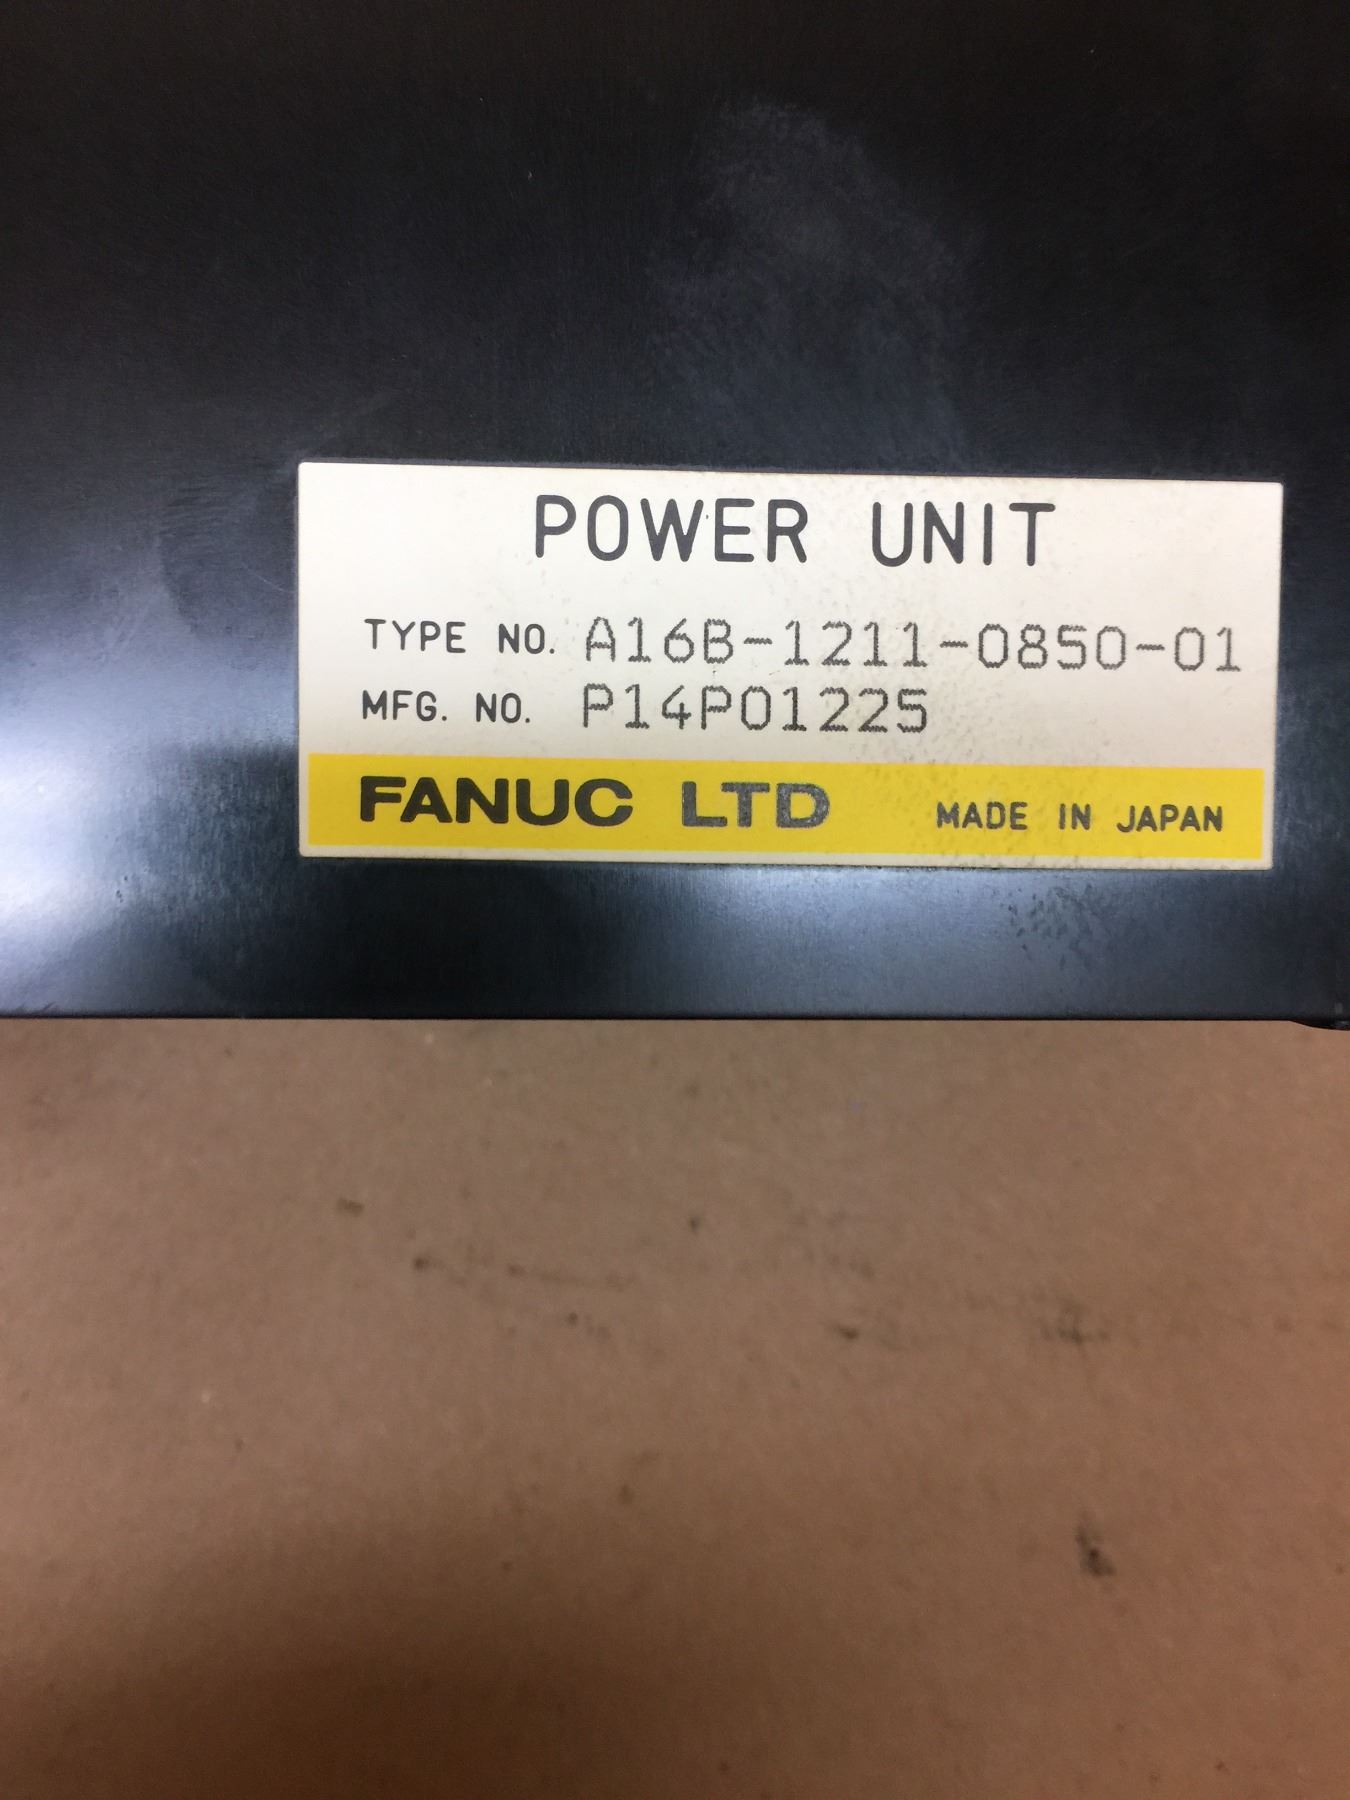 POWER UNIT
TYPE NO. A16B-1211-0850-01
MFG. NO. P14P01225
FANUC LTD MADE IN JAPAN